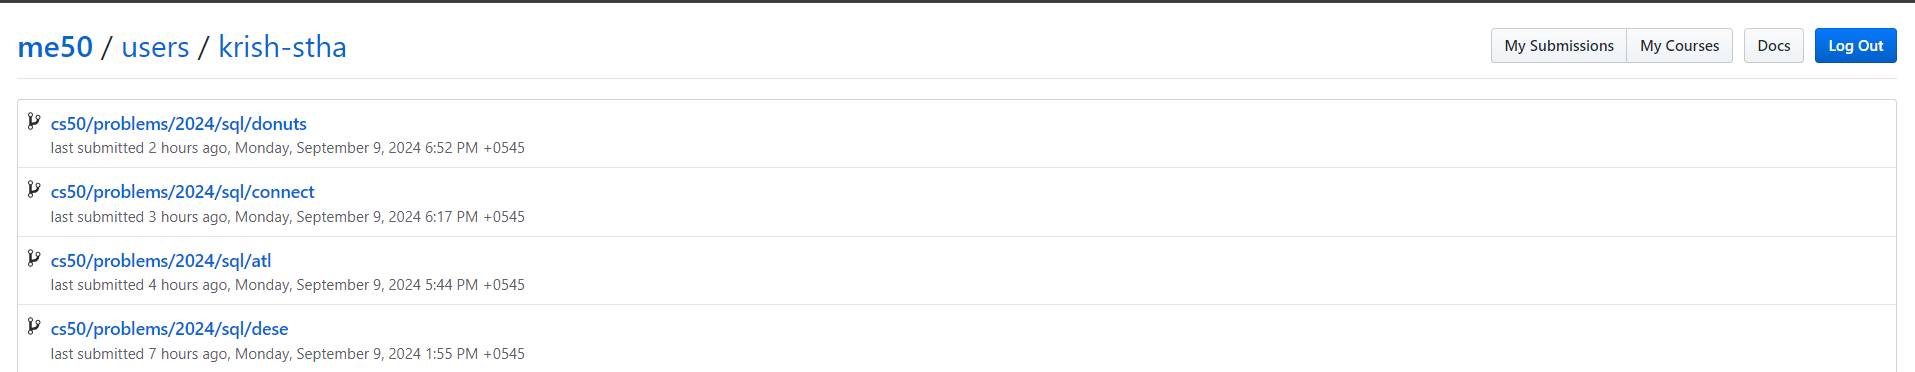 me50 / users / krish-stha
My Submissions My Courses Docs Log Out
cs50/problems/2024/sql/donuts
last submitted 2 hours ago, Monday, September 9, 2024 6:52 PM +0545
cs50/problems/2024/sql/connect
last submitted 3 hours ago, Monday, September 9, 2024 6:17 PM +0545
cs50/problems/2024/sql/atl
last submitted 4 hours ago, Monday, September 9, 2024 5:44 PM +0545
cs50/problems/2024/sql/dese
last submitted 7 hours ago, Monday, September 9, 2024 1:55 PM +0545